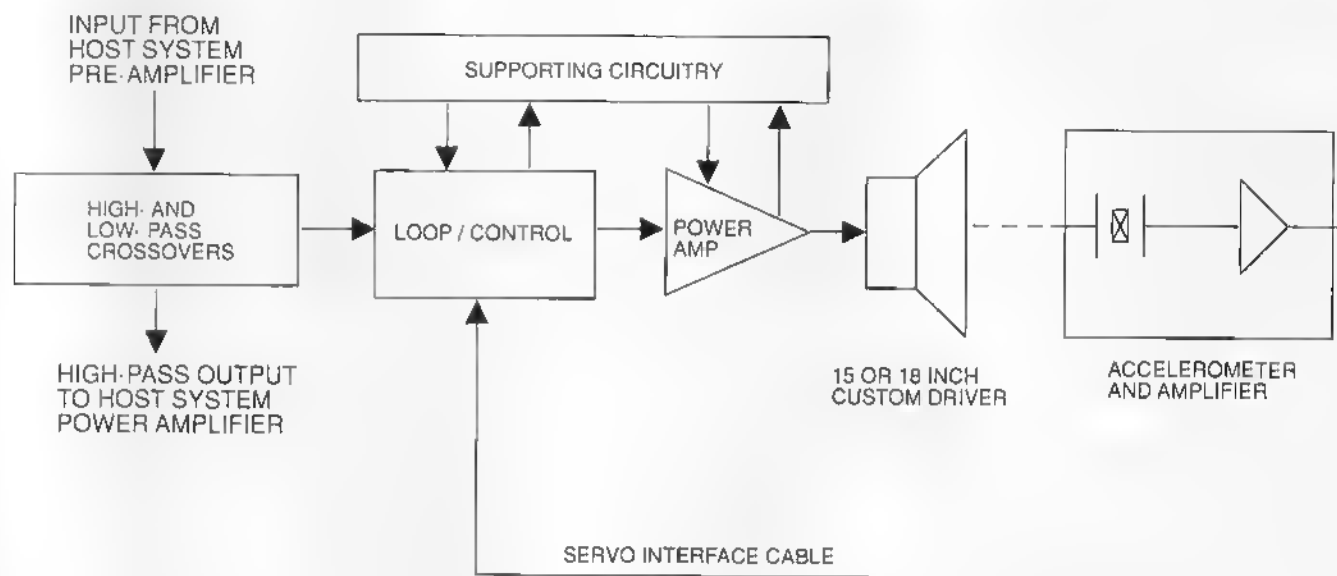 INPUT FROM
HOST SYSTEM
PRE-AMPLIFIER
SUPPORTING CIRCUITRY
HIGH- AND
LOW- PASS
CROSSOVERS
LOOP / CONTROL
POWER
AMP
HIGH-PASS OUTPUT
TO HOST SYSTEM
POWER AMPLIFIER
15 OR 18 INCH
CUSTOM DRIVER
ACCELEROMETER
AND AMPLIFIER
SERVO INTERFACE CABLE